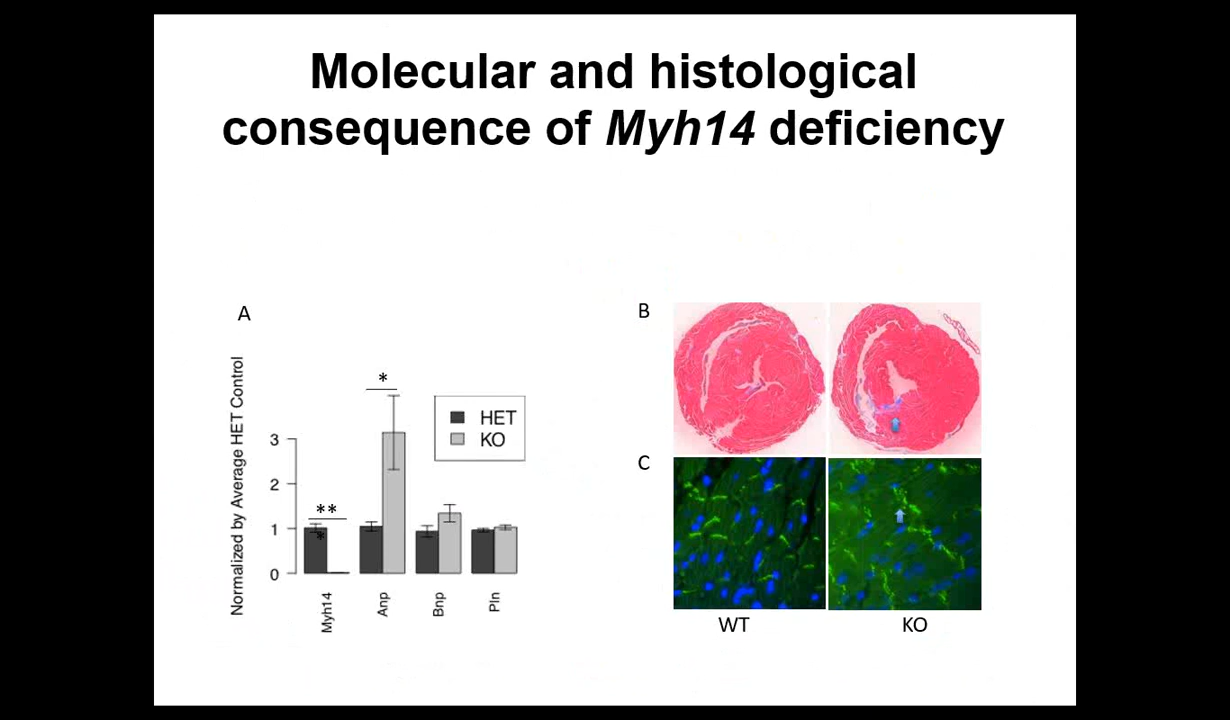 Molecular and histological
consequence of Myh14 deficiency
A
Normalized by Average HET Control
3
2
1
0
*
**
*
HET
KO
Myh14
Anp
Bnp
Pln
B
C
WT
KO